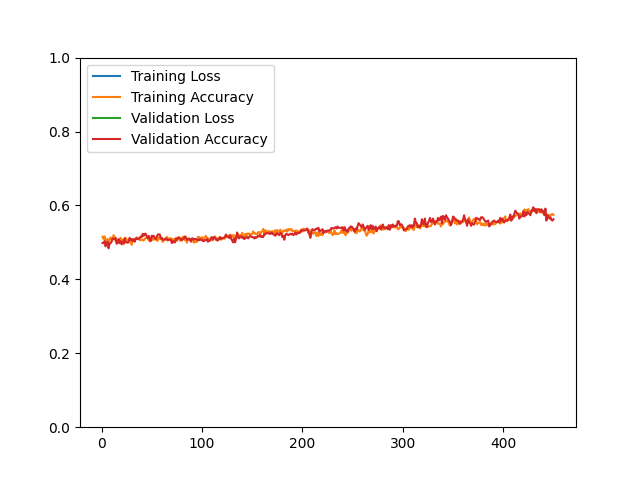 1.0
0.8
0.6
0.4
0.2
0.0
0 100 200 300 400
Training Loss
Training Accuracy
Validation Loss
Validation Accuracy